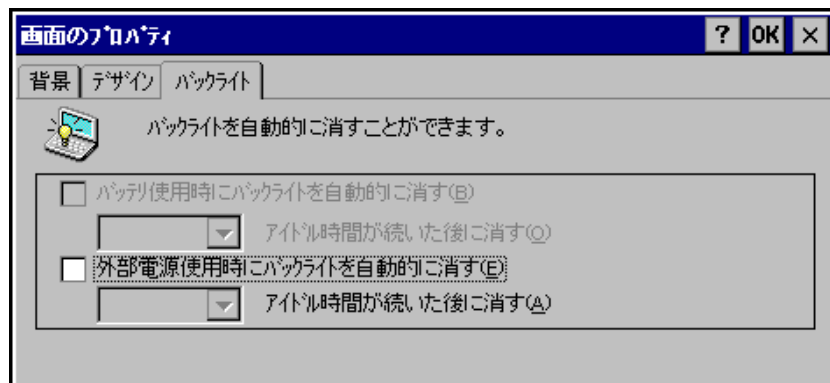 画面のﾌﾟﾛﾊﾟﾃｨ ? OK ×
背景 ﾃﾞｻﾞｲﾝ ﾊﾞｯｸﾗｲﾄ
ﾊﾞｯｸﾗｲﾄを自動的に消すことができます。
ﾊﾞｯﾃﾘ使用時にﾊﾞｯｸﾗｲﾄを自動的に消す(B)
ｱｲﾄﾞﾙ時間が続いた後に消す(O)
外部電源使用時にﾊﾞｯｸﾗｲﾄを自動的に消す(E)
ｱｲﾄﾞﾙ時間が続いた後に消す(A)